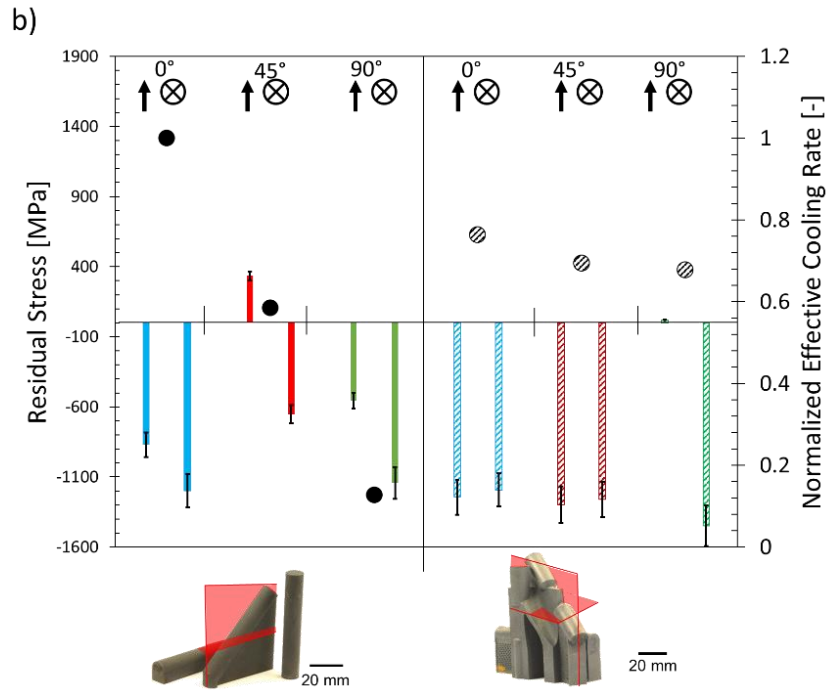 b)
0° 45° 90° 0° 45° 90°
Residual Stress [MPa]
1900
1400
900
400
-100
-600
-1100
-1600
Normalized Effective Cooling Rate [-]
1.2
1
0.8
0.6
0.4
0.2
0
20 mm
20 mm